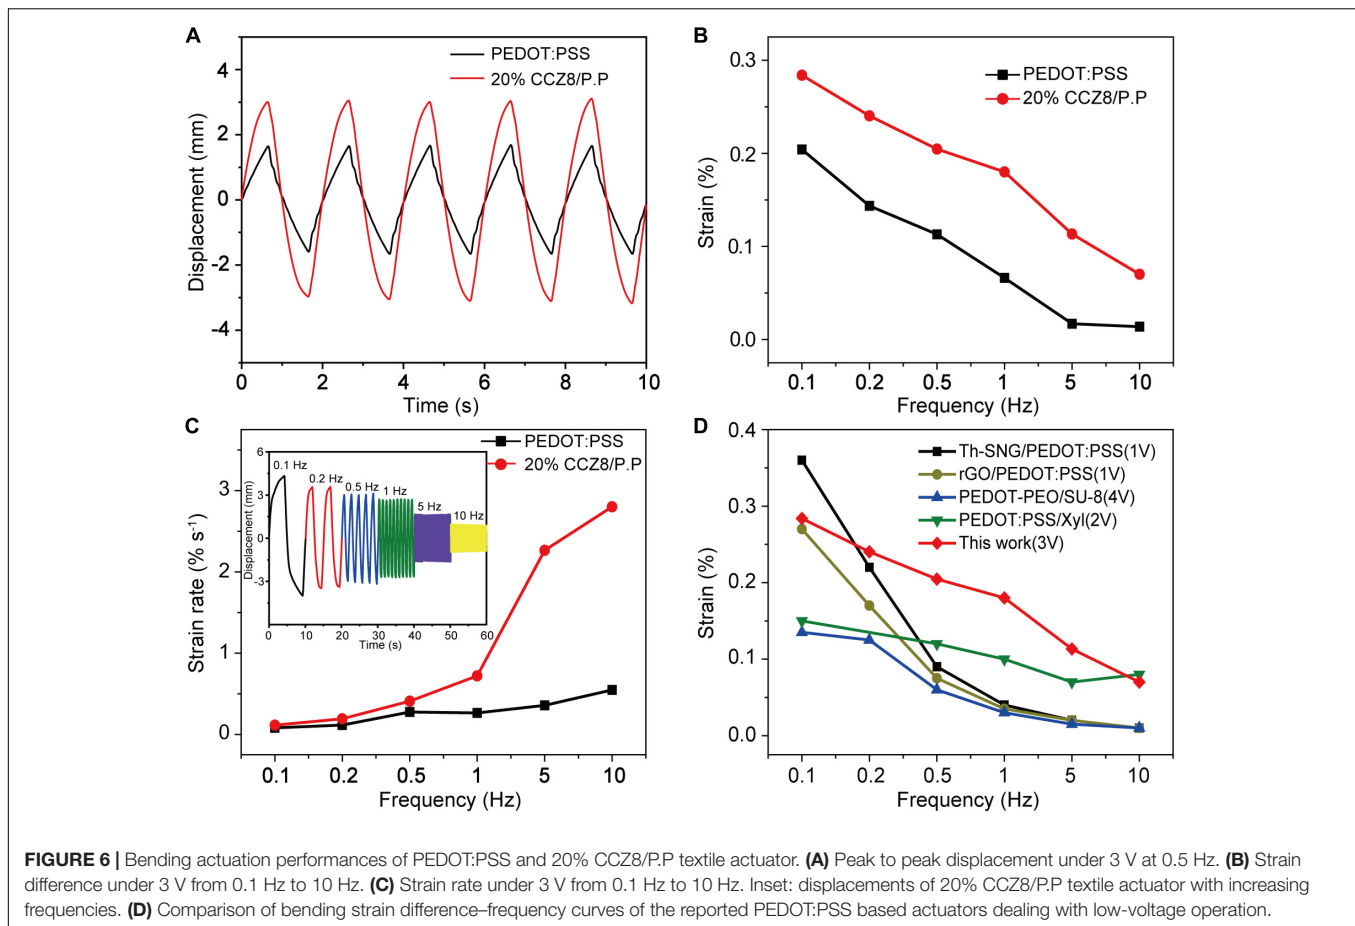 A
PEDOT:PSS
20% CCZ8/P.P
4
2
0
-2
-4
Displacement (mm)
0 2 4 6 8 10
Time (s)
B
PEDOT:PSS
20% CCZ8/P.P
0.3
0.2
0.1
0.0
Strain (%)
0.1 0.2 0.5 1 5 10
Frequency (Hz)
C
PEDOT:PSS
20% CCZ8/P.P
3
2
1
0
Strain rate (% s-1)
0.1 0.2 0.5 1 5 10
Frequency (Hz)
6
3
0
-3
Displacement (mm)
0.1 Hz
0.2 Hz
0.5 Hz
1 Hz
5 Hz
10 Hz
0 10 20 30 40 50 60
Time (s)
D
Th-SNG/PEDOT:PSS(1V)
rGO/PEDOT:PSS(1V)
PEDOT-PEO/SU-8(4V)
PEDOT:PSS/Xyl(2V)
This work(3V)
0.4
0.3
0.2
0.1
0.0
Strain (%)
0.1 0.2 0.5 1 5 10
Frequency (Hz)
FIGURE 6 | Bending actuation performances of PEDOT:PSS and 20% CCZ8/P.P textile actuator. (A) Peak to peak displacement under 3 V at 0.5 Hz. (B) Strain
difference under 3 V from 0.1 Hz to 10 Hz. (C) Strain rate under 3 V from 0.1 Hz to 10 Hz. Inset: displacements of 20% CCZ8/P.P textile actuator with increasing
frequencies. (D) Comparison of bending strain difference–frequency curves of the reported PEDOT:PSS based actuators dealing with low-voltage operation.